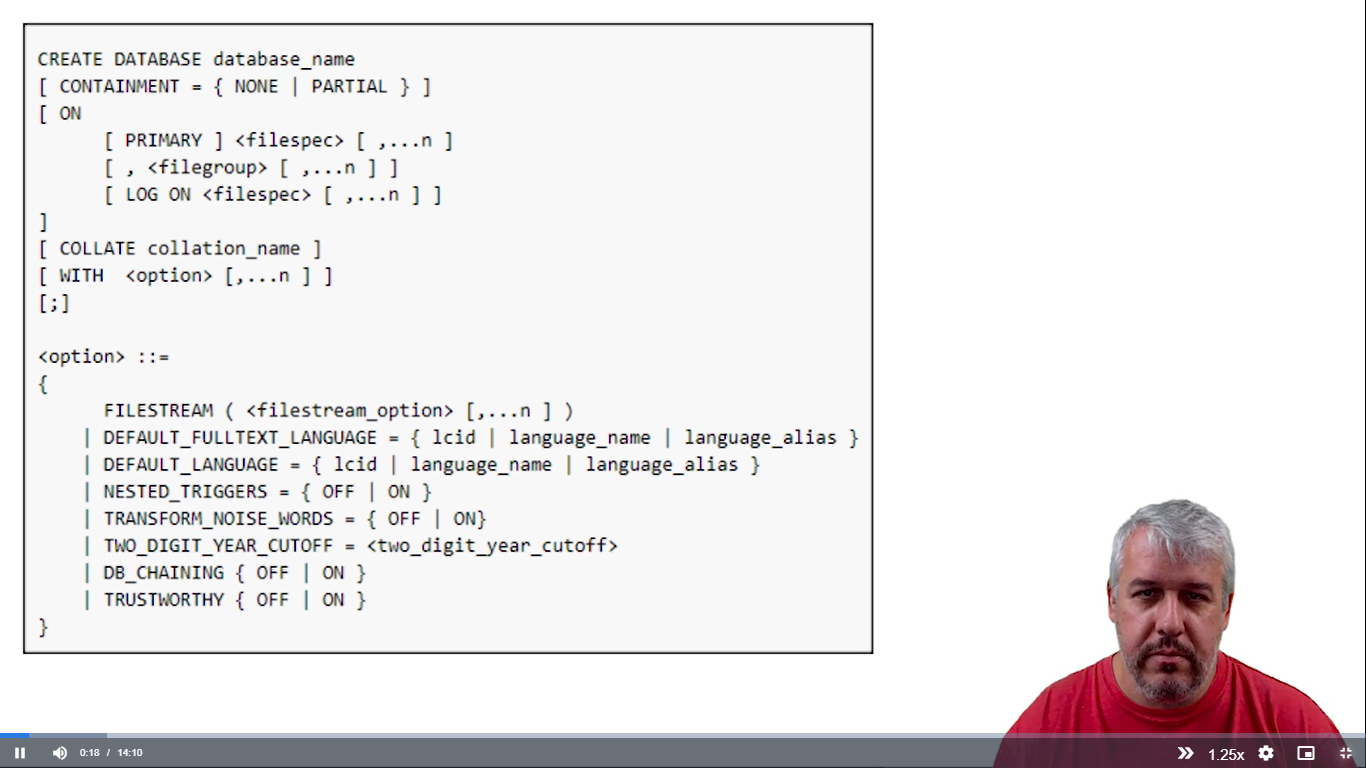 CREATE DATABASE database_name
[ CONTAINMENT = { NONE | PARTIAL } ]
[ ON
      [ PRIMARY ] <filespec> [ ,...n ]
      [ , <filegroup> [ ,...n ] ]
      [ LOG ON <filespec> [ ,...n ] ]
]
[ COLLATE collation_name ]
[ WITH  <option> [,...n ] ]
[;]

<option> ::=
{
      FILESTREAM ( <filestream_option> [,...n ] )
    | DEFAULT_FULLTEXT_LANGUAGE = { lcid | language_name | language_alias }
    | DEFAULT_LANGUAGE = { lcid | language_name | language_alias }
    | NESTED_TRIGGERS = { OFF | ON }
    | TRANSFORM_NOISE_WORDS = { OFF | ON}
    | TWO_DIGIT_YEAR_CUTOFF = <two_digit_year_cutoff>
    | DB_CHAINING { OFF | ON }
    | TRUSTWORTHY { OFF | ON }
}
0:18 / 14:10
1.25x